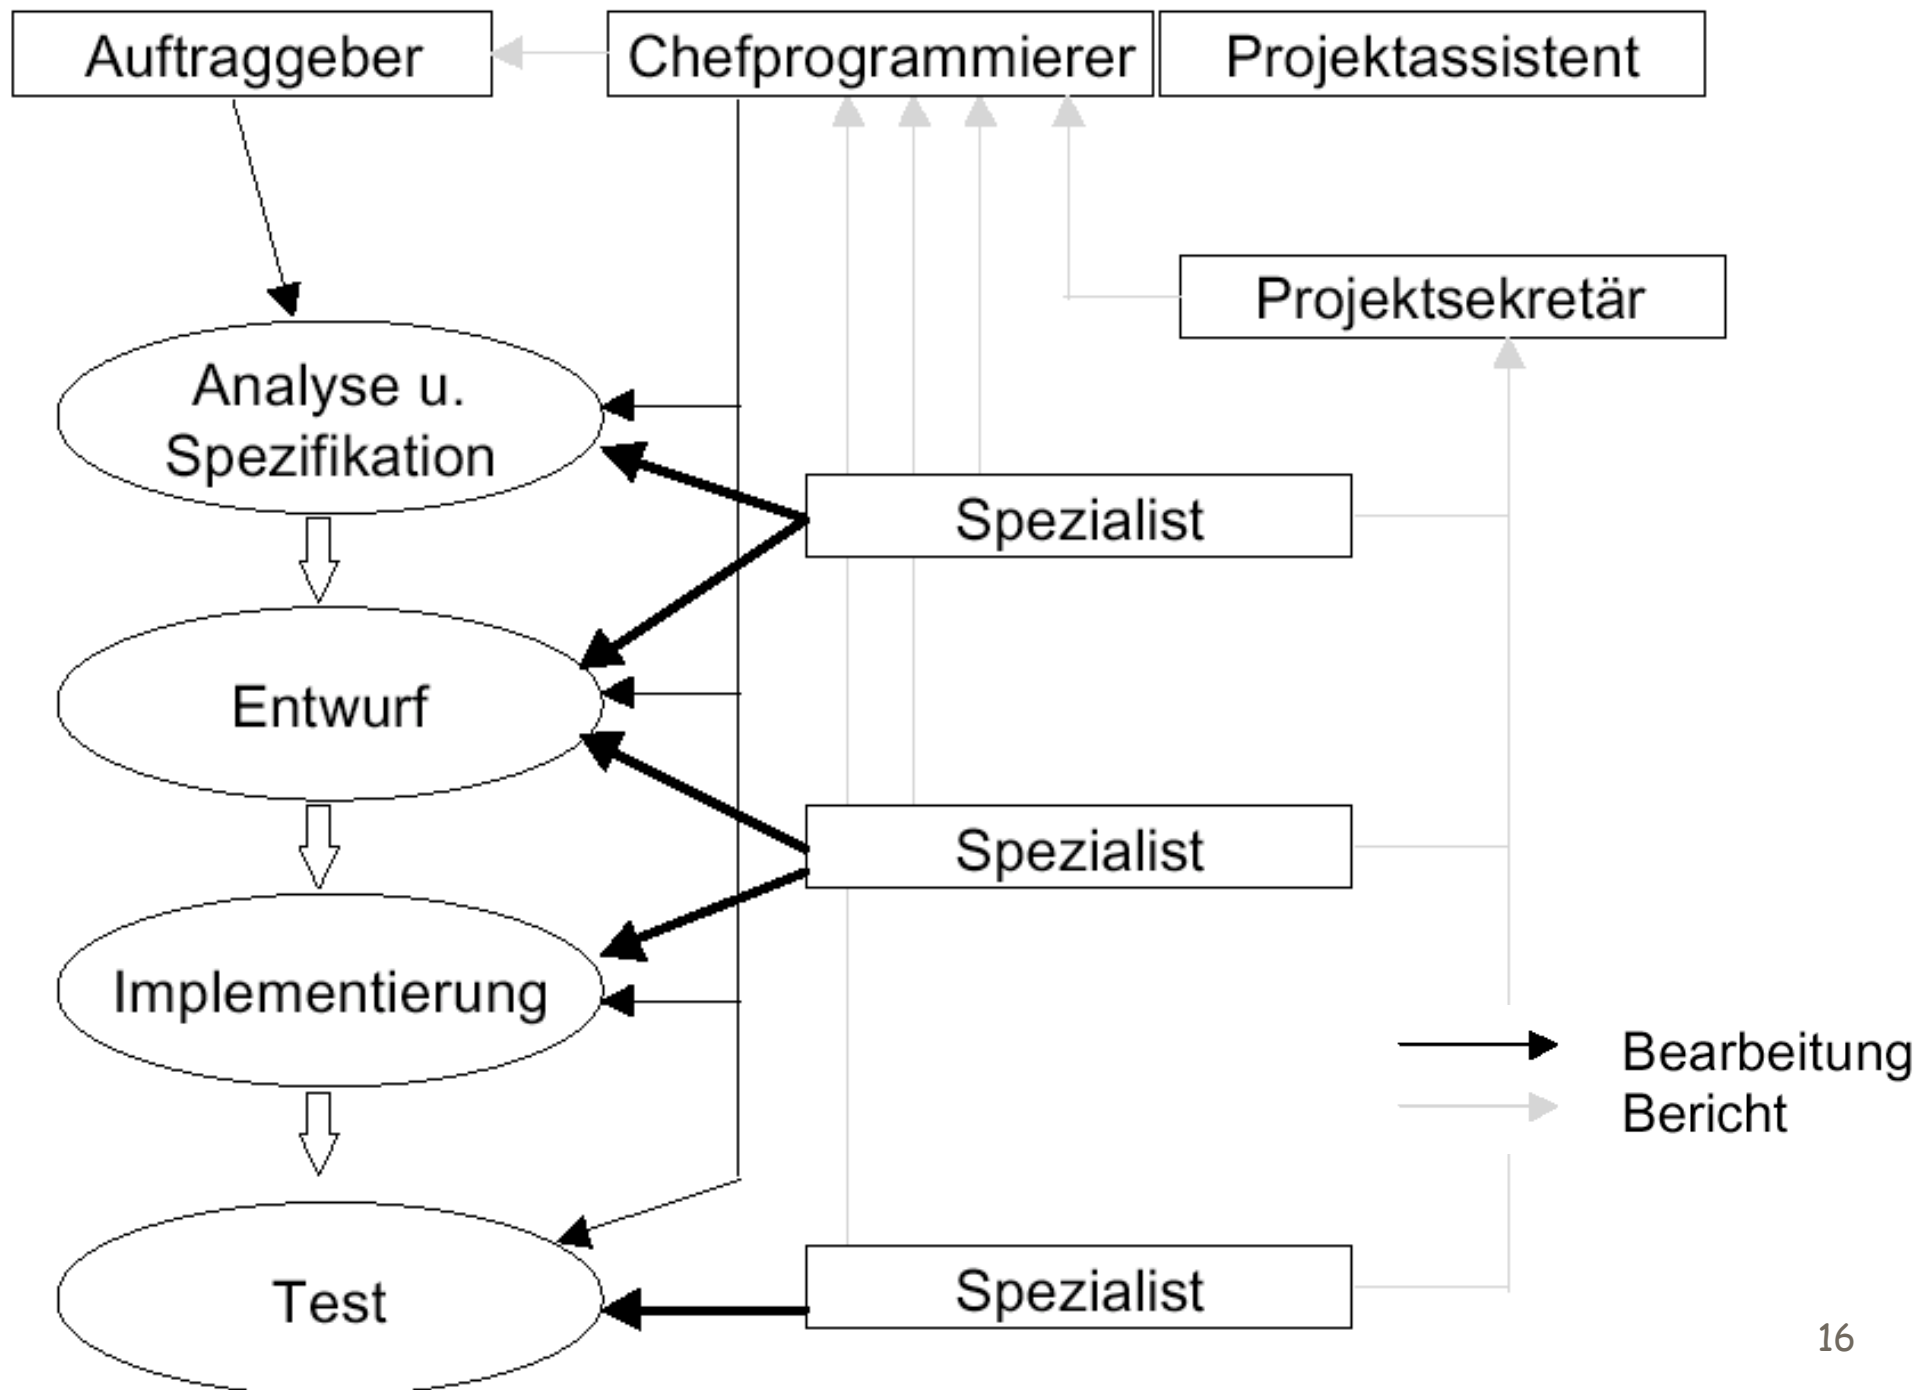 Auftraggeber
Chefprogrammierer
Projektassistent
Projektsekretär
Analyse u.
Spezifikation
Spezialist
Entwurf
Spezialist
Implementierung
Bearbeitung
Bericht
Test
Spezialist
16